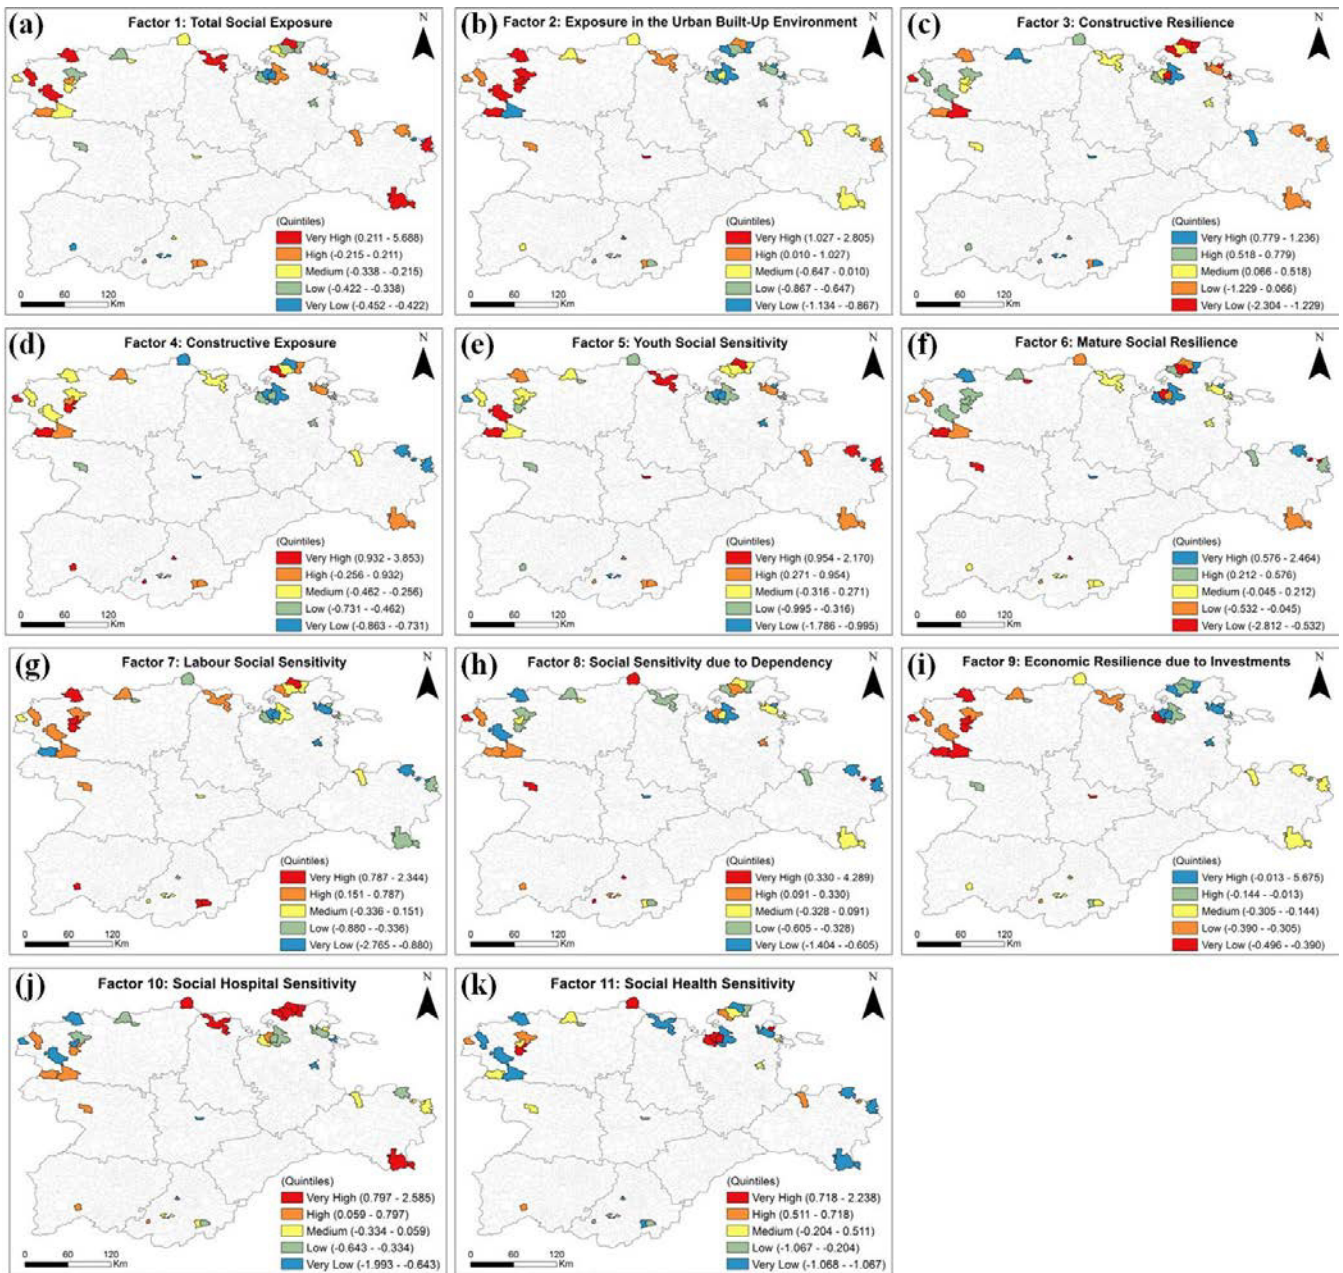 (a)
Factor 1: Total Social Exposure
N
(Quintiles)
Very High (0.211 - 5.688)
High (-0.215 - 0.211)
Medium (-0.338 - -0.215)
Low (-0.422 - -0.338)
Very Low (-0.452 - -0.422)
0 60 120
Km
(b)
Factor 2: Exposure in the Urban Built-Up Environment
N
(Quintiles)
Very High (1.027 - 2.805)
High (0.010 - 1.027)
Medium (-0.647 - 0.010)
Low (-0.867 - -0.647)
Very Low (-1.134 - -0.867)
0 60 120
Km
(c)
Factor 3: Constructive Resilience
N
(Quintiles)
Very High (0.779 - 1.236)
High (0.518 - 0.779)
Medium (0.066 - 0.518)
Low (-1.229 - 0.066)
Very Low (-2.304 - -1.229)
0 60 120
Km
(d)
Factor 4: Constructive Exposure
N
(Quintiles)
Very High (0.932 - 3.853)
High (-0.256 - 0.932)
Medium (-0.462 - -0.256)
Low (-0.731 - -0.462)
Very Low (-0.863 - -0.731)
0 60 120
Km
(e)
Factor 5: Youth Social Sensitivity
N
(Quintiles)
Very High (0.954 - 2.170)
High (0.271 - 0.954)
Medium (-0.316 - 0.271)
Low (-0.995 - -0.316)
Very Low (-1.786 - -0.995)
0 60 120
Km
(f)
Factor 6: Mature Social Resilience
N
(Quintiles)
Very High (0.576 - 2.464)
High (0.212 - 0.576)
Medium (-0.045 - 0.212)
Low (-0.532 - -0.045)
Very Low (-2.812 - -0.532)
0 60 120
Km
(g)
Factor 7: Labour Social Sensitivity
N
(Quintiles)
Very High (0.787 - 2.344)
High (0.151 - 0.787)
Medium (-0.336 - 0.151)
Low (-0.880 - -0.336)
Very Low (-2.765 - -0.880)
0 60 120
Km
(h)
Factor 8: Social Sensitivity due to Dependency
N
(Quintiles)
Very High (0.330 - 4.289)
High (0.091 - 0.330)
Medium (-0.328 - 0.091)
Low (-0.605 - -0.328)
Very Low (-1.404 - -0.605)
0 60 120
Km
(i)
Factor 9: Economic Resilience due to Investments
N
(Quintiles)
Very High (-0.013 - 5.675)
High (-0.144 - -0.013)
Medium (-0.305 - -0.144)
Low (-0.390 - -0.305)
Very Low (-0.496 - -0.390)
0 60 120
Km
(j)
Factor 10: Social Hospital Sensitivity
N
(Quintiles)
Very High (0.797 - 2.585)
High (0.059 - 0.797)
Medium (-0.334 - 0.059)
Low (-0.643 - -0.334)
Very Low (-1.993 - -0.643)
0 60 120
Km
(k)
Factor 11: Social Health Sensitivity
N
(Quintiles)
Very High (0.718 - 2.238)
High (0.511 - 0.718)
Medium (-0.204 - 0.511)
Low (-1.067 - -0.204)
Very Low (-1.068 - -1.067)
0 60 120
Km